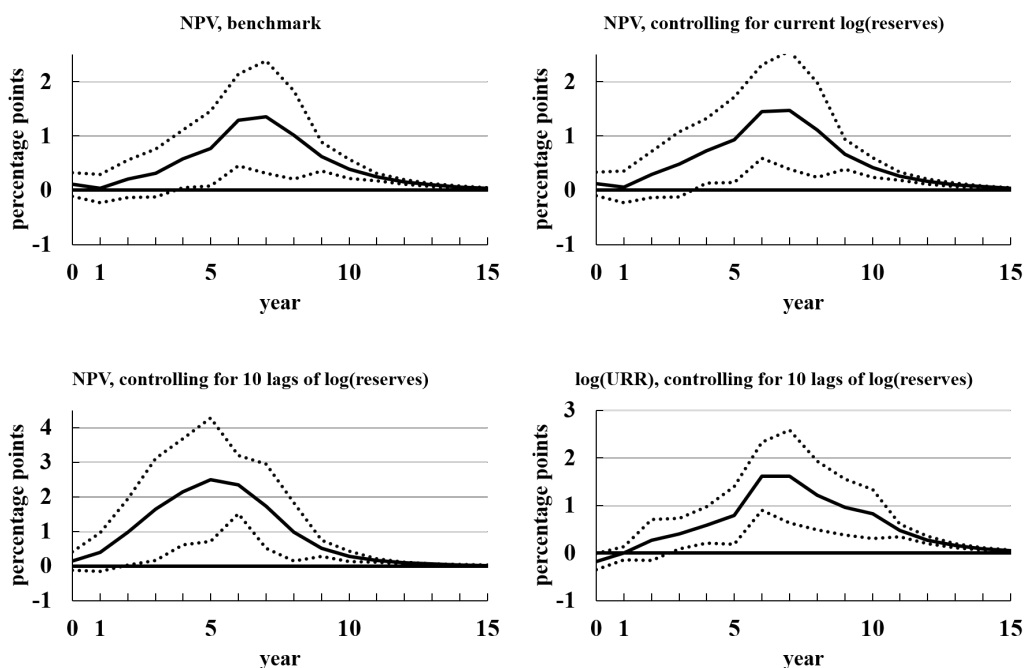 NPV, benchmark
percentage points
2
1
0
-1
0 1 5 10 15
year
NPV, controlling for current log(reserves)
percentage points
2
1
0
-1
0 1 5 10 15
year
NPV, controlling for 10 lags of log(reserves)
percentage points
4
3
2
1
0
-1
0 1 5 10 15
year
log(URR), controlling for 10 lags of log(reserves)
percentage points
3
2
1
0
-1
0 1 5 10 15
year